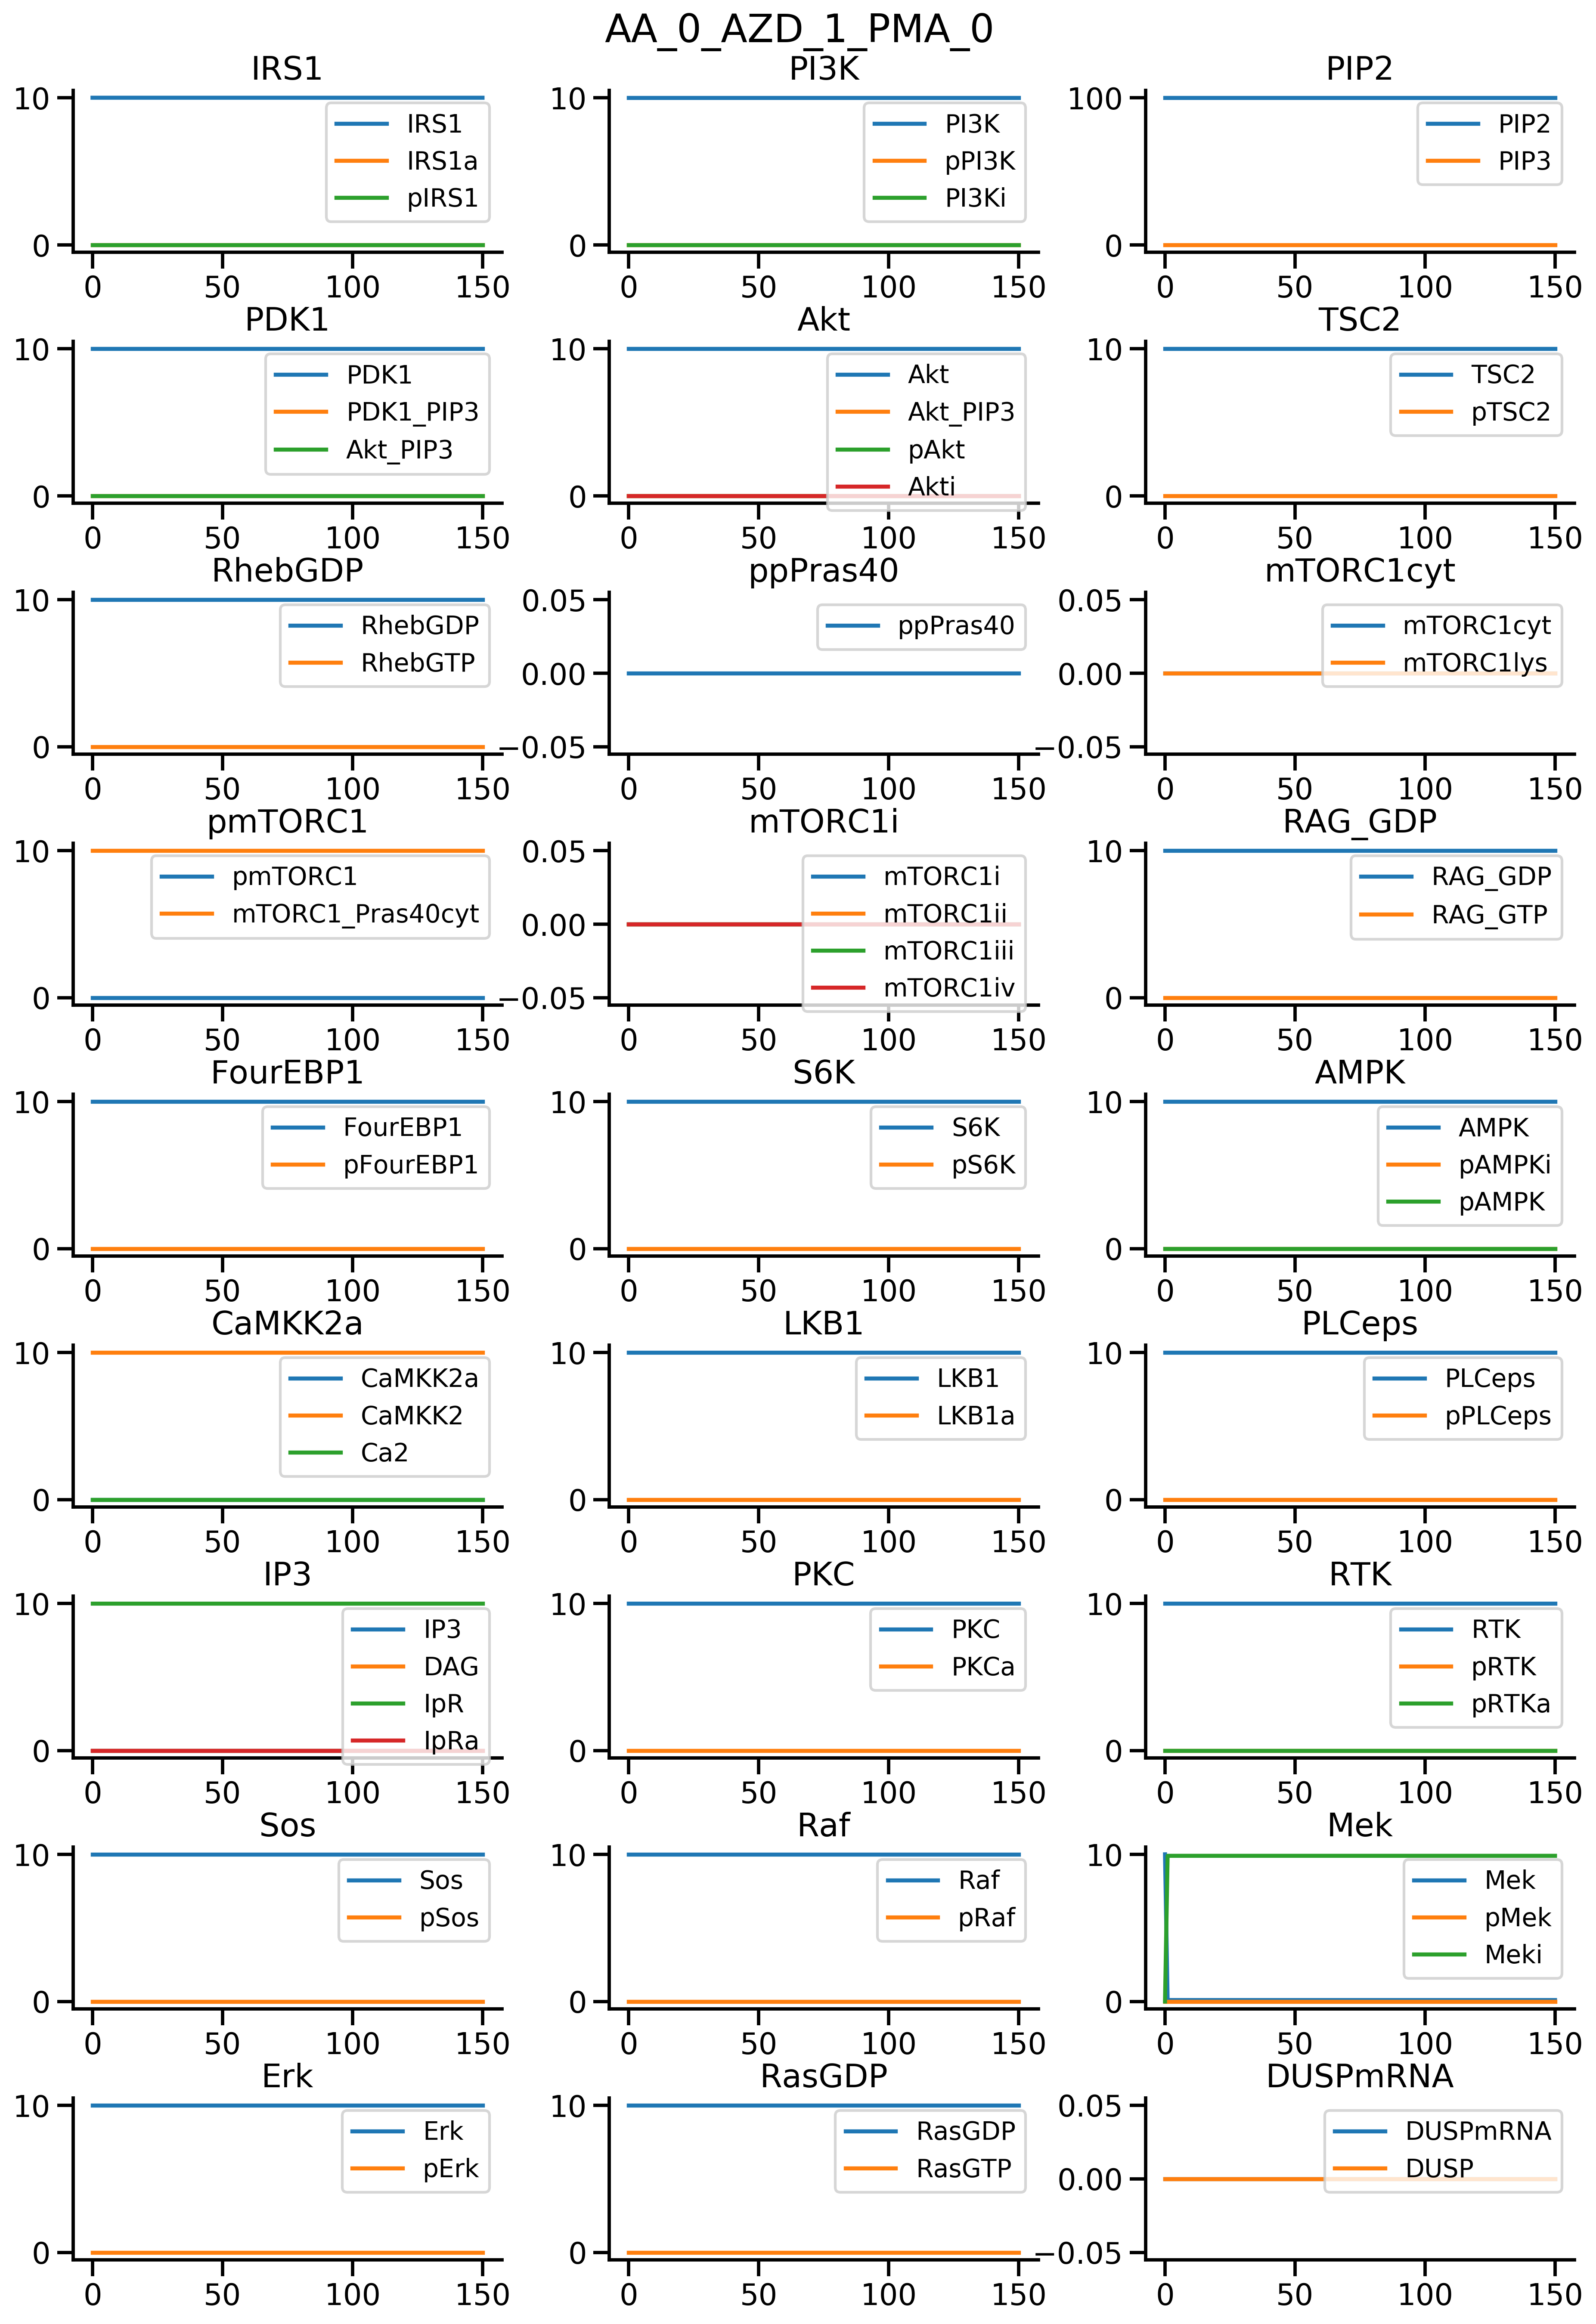 AA_0_AZD_1_PMA_0
IRS1 PI3K PIP2
10 IRS1 10 PI3K 100 PIP2
IRS1a pPI3K PIP3
pIRS1 PI3Ki
0 0 0
0 50 100 150 0 50 100 150 0 50 100 150
PDK1 Akt TSC2
10 PDK1 10 Akt 10 TSC2
PDK1_PIP3 Akt_PIP3 pTSC2
Akt_PIP3 pAkt
0 0 Akti 0
0 50 100 150 0 50 100 150 0 50 100 150
RhebGDP ppPras40 mTORC1cyt
10 RhebGDP 0.05 ppPras40 0.05 mTORC1cyt
RhebGTP 0.00 0.00 mTORC1lys
0 −0.05 −0.05
0 50 100 150 0 50 100 150 0 50 100 150
pmTORC1 mTORC1i RAG_GDP
10 pmTORC1 0.05 mTORC1i 10 RAG_GDP
mTORC1_Pras40cyt 0.00 mTORC1ii RAG_GTP
mTORC1iii
0 −0.05 mTORC1iv 0
0 50 100 150 0 50 100 150 0 50 100 150
FourEBP1 S6K AMPK
10 FourEBP1 10 S6K 10 AMPK
pFourEBP1 pS6K pAMPKi
pAMPK
0 0 0
0 50 100 150 0 50 100 150 0 50 100 150
CaMKK2a LKB1 PLCeps
10 CaMKK2a 10 LKB1 10 PLCeps
CaMKK2 LKB1a pPLCeps
Ca2
0 0 0
0 50 100 150 0 50 100 150 0 50 100 150
IP3 PKC RTK
10 IP3 10 PKC 10 RTK
DAG PKCa pRTK
IpR pRTKa
0 IpRa 0 0
0 50 100 150 0 50 100 150 0 50 100 150
Sos Raf Mek
10 Sos 10 Raf 10 Mek
pSos pRaf pMek
Meki
0 0 0
0 50 100 150 0 50 100 150 0 50 100 150
Erk RasGDP DUSPmRNA
10 Erk 10 RasGDP 0.05 DUSPmRNA
pErk RasGTP 0.00 DUSP
0 0 −0.05
0 50 100 150 0 50 100 150 0 50 100 150